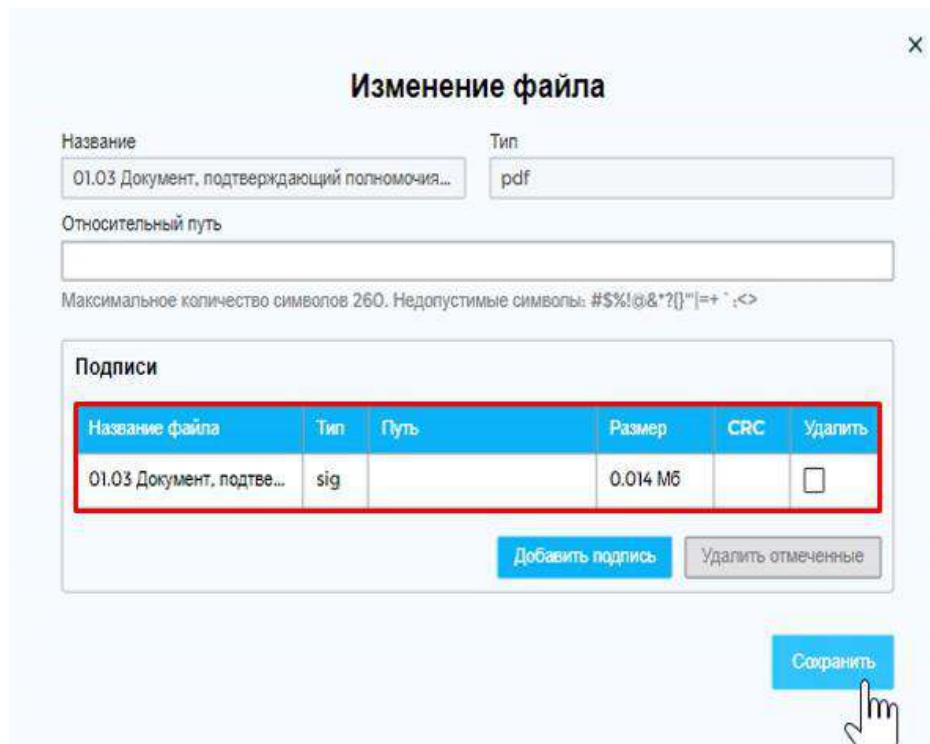 ×
Изменение файла
Название Тип
01.03 Документ, подтверждающий полномочия... pdf
Относительный путь
Максимальное количество символов 260. Недопустимые символы: #$%!@&*?{}'"|=+ ` ;<>
Подписи
Название файла Тип Путь Размер CRC Удалить
01.03 Документ, подтве... sig 0.014 Мб
Добавить подпись Удалить отмеченные
Сохранить